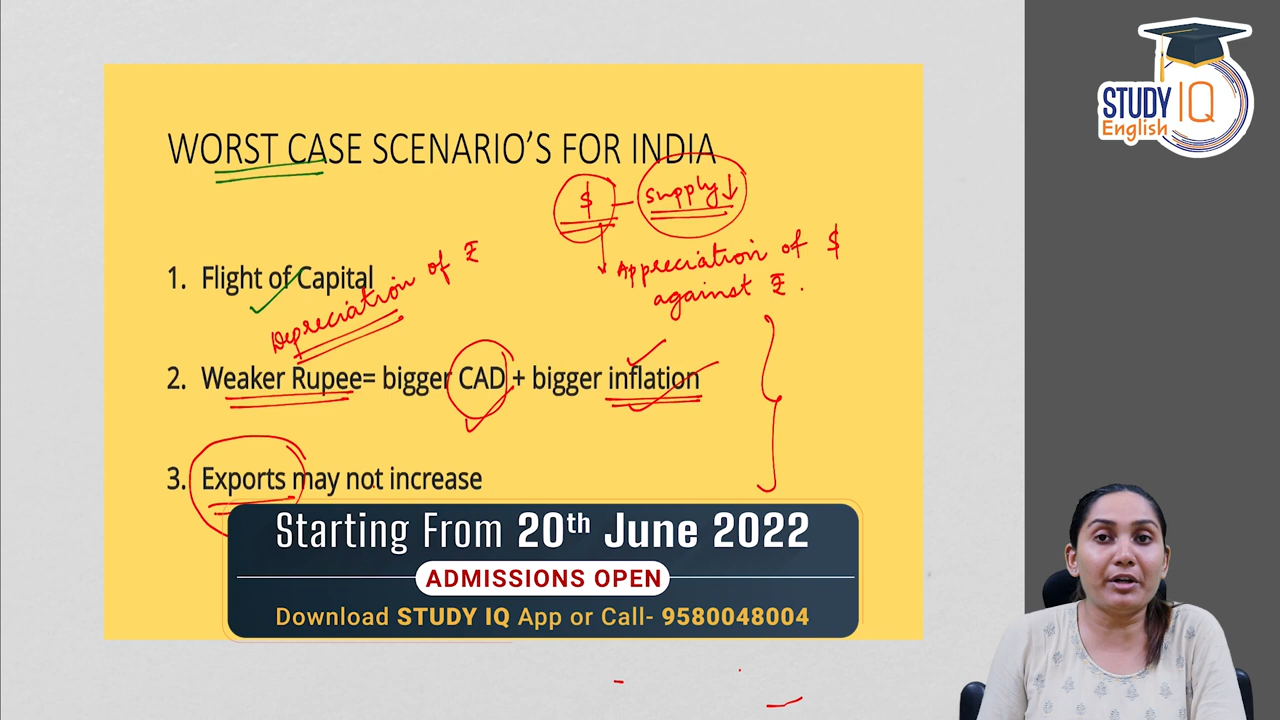 WORST CASE SCENARIO'S FOR INDIA
$ – Supply↓
Appreciation of $
against ₹.
1. Flight of Capital
Depreciation of ₹
2. Weaker Rupee= bigger CAD + bigger inflation
3. Exports may not increase
Starting From 20th June 2022
ADMISSIONS OPEN
Download STUDY IQ App or Call- 9580048004
STUDY IQ
English